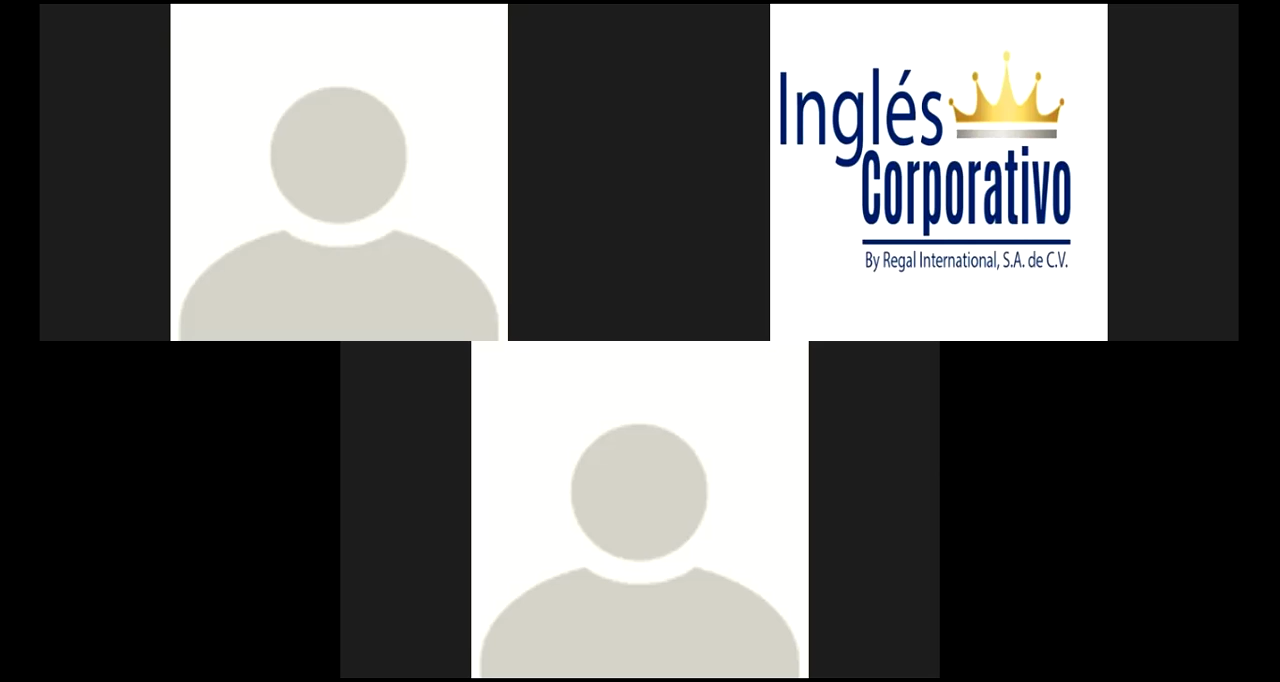 Inglés
Corporativo
By Regal International, S.A. de C.V.